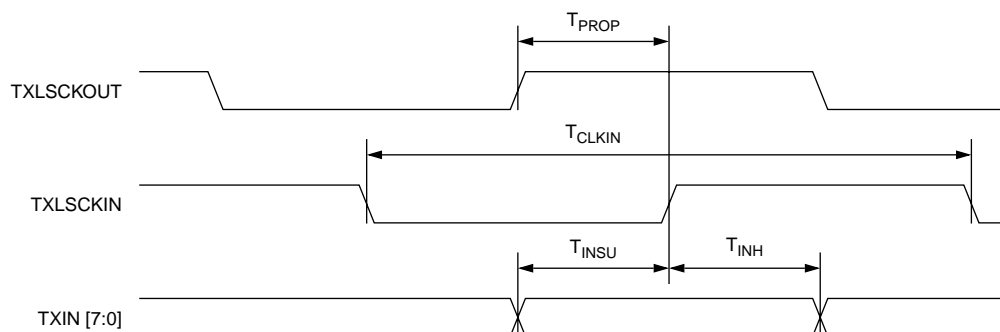 T_PROP
TXLSCKOUT
T_CLKIN
TXLSCKIN
T_INSU T_INH
TXIN [7:0]